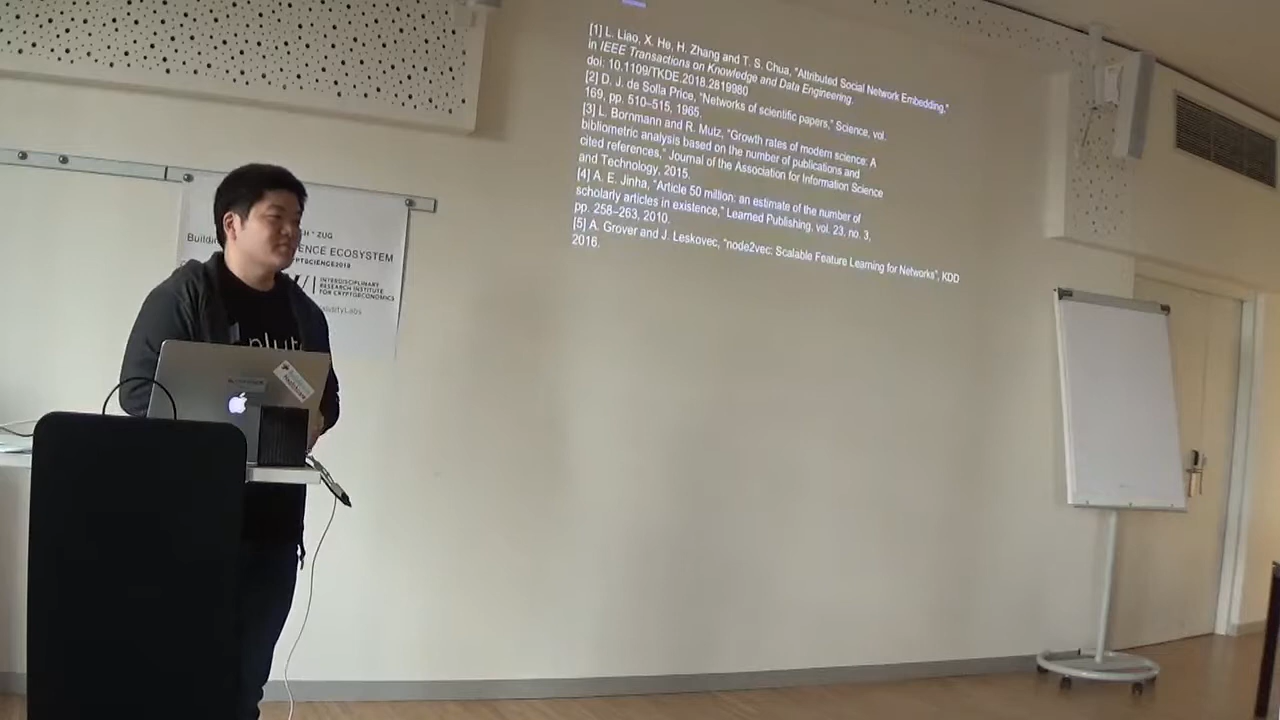 [1] L. Liao, X. He, H. Zhang and T. S. Chua, "Attributed Social Network Embedding,"
in IEEE Transactions on Knowledge and Data Engineering.
doi: 10.1109/TKDE.2018.2819980
[2] D. J. de Solla Price, "Networks of scientific papers," Science, vol.
169, pp. 510–515, 1965.
[3] L. Bornmann and R. Mutz, "Growth rates of modern science: A
bibliometric analysis based on the number of publications and
cited references," Journal of the Association for Information Science
and Technology, 2015.
[4] A. E. Jinha, "Article 50 million: an estimate of the number of
scholarly articles in existence," Learned Publishing, vol. 23, no. 3,
pp. 258–263, 2010.
[5] A. Grover and J. Leskovec, "node2vec: Scalable Feature Learning for Networks", KDD
2016.
ZUG
ENCE ECOSYSTEM
INTERDISCIPLINARY
RESEARCH INSTITUTE
FOR CRYPTOECONOMICS
plut